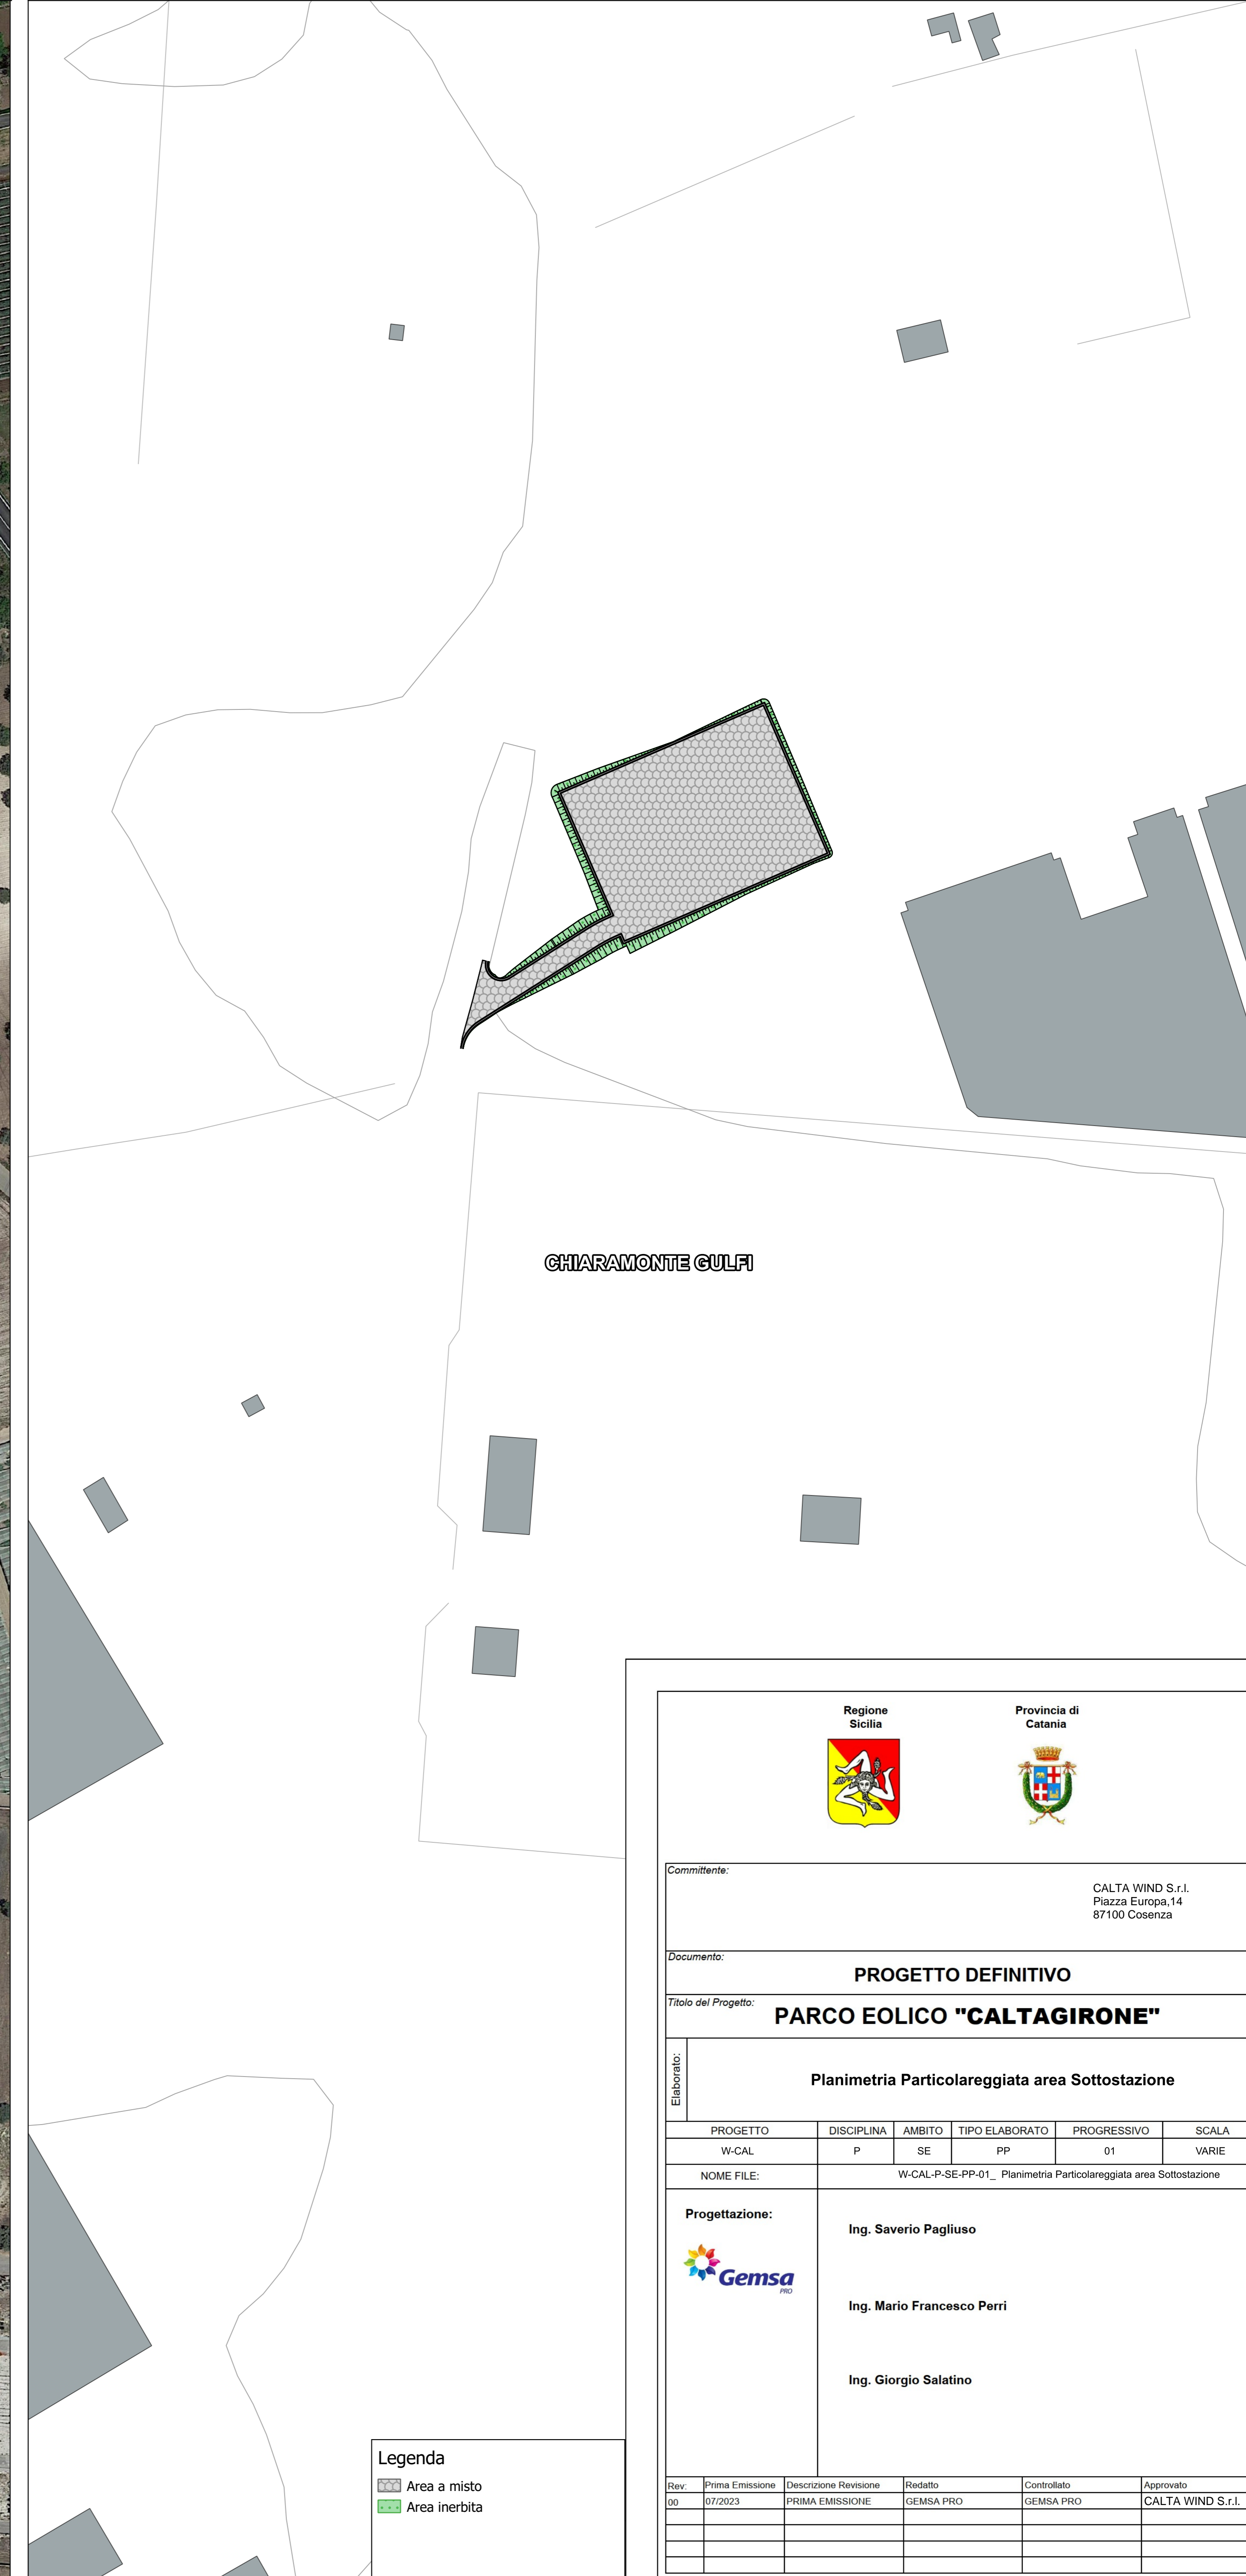 CHIARAMONTE GULFI
Regione
Sicilia
Provincia di
Catania
Committente:
CALTA WIND S.r.l.
Piazza Europa,14
87100 Cosenza
Documento:
PROGETTO DEFINITIVO
Titolo del Progetto:
PARCO EOLICO "CALTAGIRONE"
Elaborato:
Planimetria Particolareggiata area Sottostazione
PROGETTO DISCIPLINA AMBITO TIPO ELABORATO PROGRESSIVO SCALA
W-CAL P SE PP 01 VARIE
NOME FILE: W-CAL-P-SE-PP-01_ Planimetria Particolareggiata area Sottostazione
Progettazione:
Gemsa
PRO
Ing. Saverio Pagliuso
Ing. Mario Francesco Perri
Ing. Giorgio Salatino
Legenda
Area a misto
Area inerbita
Rev: Prima Emissione Descrizione Revisione Redatto Controllato Approvato
00 07/2023 PRIMA EMISSIONE GEMSA PRO GEMSA PRO CALTA WIND S.r.l.